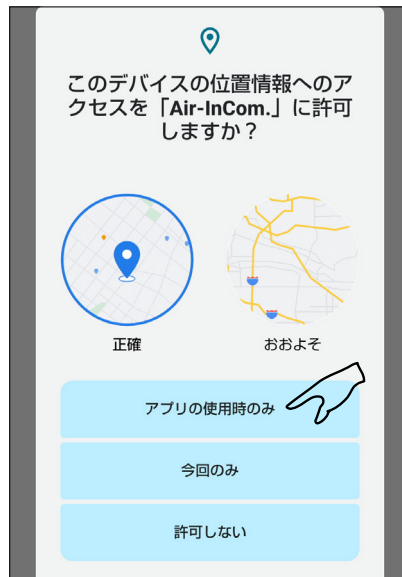 このデバイスの位置情報へのア
クセスを「Air-InCom.」に許可
しますか？
正確
おおよそ
アプリの使用時のみ
今回のみ
許可しない